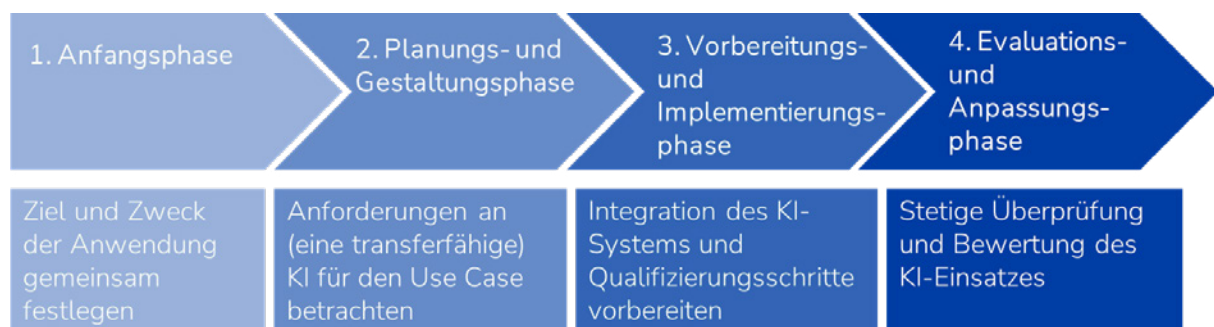 1. Anfangsphase
2. Planungs- und
Gestaltungsphase
3. Vorbereitungs-
und
Implementierungs-
phase
4. Evaluations-
und
Anpassungs-
phase
Ziel und Zweck
der Anwendung
gemeinsam
festlegen
Anforderungen an
(eine transferfähige)
KI für den Use Case
betrachten
Integration des KI-
Systems und
Qualifizierungsschritte
vorbereiten
Stetige Überprüfung
und Bewertung des
KI-Einsatzes